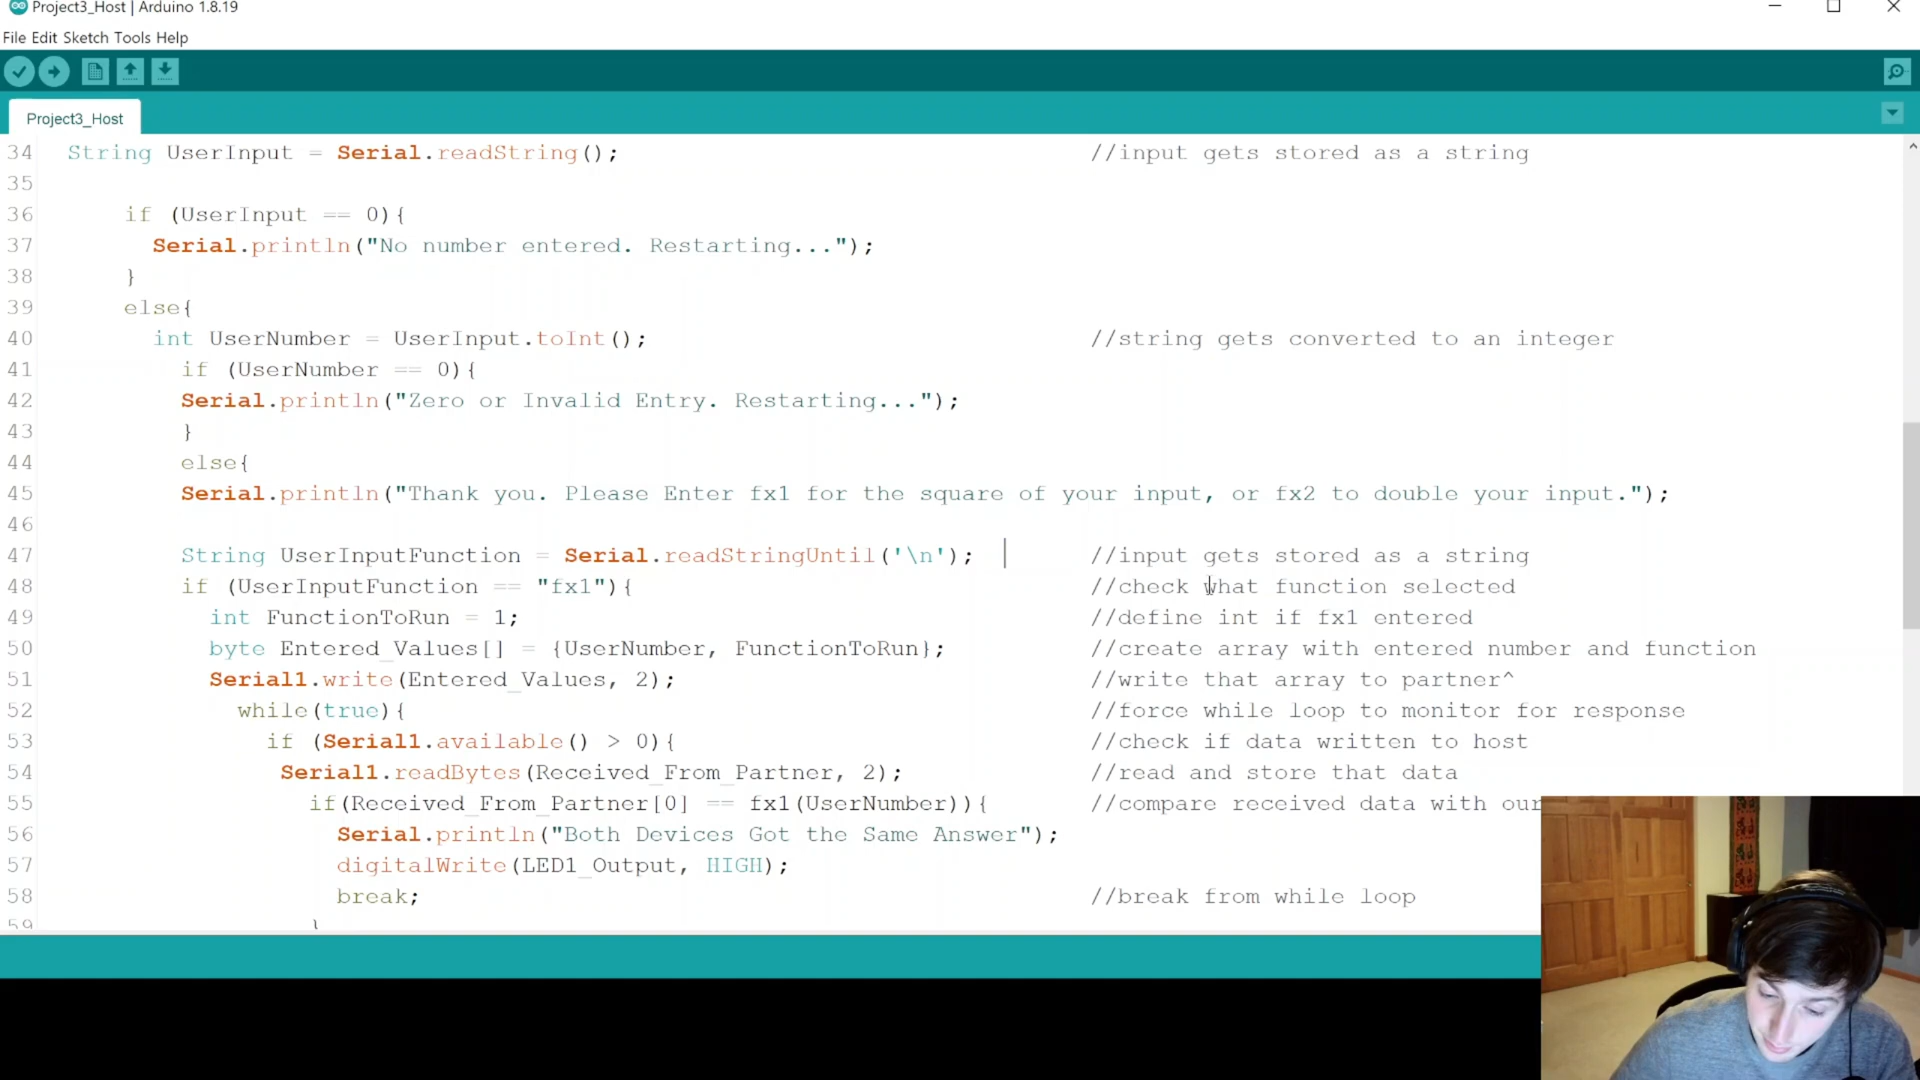 Project3_Host | Arduino 1.8.19
File Edit Sketch Tools Help
Project3_Host
34 String UserInput = Serial.readString(); //input gets stored as a string
35
36 if (UserInput == 0){
37 Serial.println("No number entered. Restarting...");
38 }
39 else{
40 int UserNumber = UserInput.toInt(); //string gets converted to an integer
41 if (UserNumber == 0){
42 Serial.println("Zero or Invalid Entry. Restarting...");
43 }
44 else{
45 Serial.println("Thank you. Please Enter fx1 for the square of your input, or fx2 to double your input.");
46
47 String UserInputFunction = Serial.readStringUntil('\n'); //input gets stored as a string
48 if (UserInputFunction == "fx1"){ //check what function selected
49 int FunctionToRun = 1; //define int if fx1 entered
50 byte Entered_Values[] = {UserNumber, FunctionToRun}; //create array with entered number and function
51 Serial1.write(Entered_Values, 2); //write that array to partner^
52 while(true){ //force while loop to monitor for response
53 if (Serial1.available() > 0){ //check if data written to host
54 Serial1.readBytes(Received_From_Partner, 2); //read and store that data
55 if(Received_From_Partner[0] == fx1(UserNumber)){ //compare received data with our
56 Serial.println("Both Devices Got the Same Answer");
57 digitalWrite(LED1_Output, HIGH);
58 break; //break from while loop
59 }